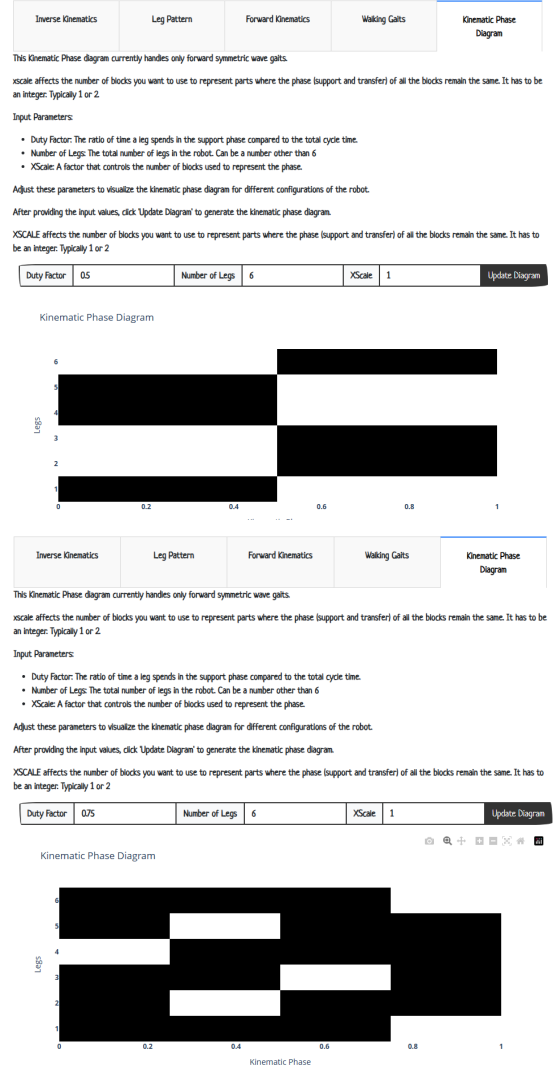 Inverse Kinematics Leg Pattern Forward Kinematics Walking Gaits Kinematic Phase
Diagram
This Kinematic Phase diagram currently handles only forward symmetric wave gaits.
xscale affects the number of blocks you want to use to represent parts where the phase (support and transfer) of all the blocks remain the same. It has to be
an integer. Typically 1 or 2.
Input Parameters:
• Duty Factor: The ratio of time a leg spends in the support phase compared to the total cycle time.
• Number of Legs: The total number of legs in the robot. Can be a number other than 6
• XScale: A factor that controls the number of blocks used to represent the phase.
Adjust these parameters to visualize the kinematic phase diagram for different configurations of the robot.
After providing the input values, click 'Update Diagram' to generate the kinematic phase diagram.
XSCALE affects the number of blocks you want to use to represent parts where the phase (support and transfer) of all the blocks remain the same. It has to
be an integer. Typically 1 or 2
Duty Factor 0.5 Number of Legs 6 XScale 1 Update Diagram
Kinematic Phase Diagram
6
5
4
3
2
1
Legs
0 0.2 0.4 0.6 0.8 1
Inverse Kinematics Leg Pattern Forward Kinematics Walking Gaits Kinematic Phase
Diagram
This Kinematic Phase diagram currently handles only forward symmetric wave gaits.
xscale affects the number of blocks you want to use to represent parts where the phase (support and transfer) of all the blocks remain the same. It has to be
an integer. Typically 1 or 2.
Input Parameters:
• Duty Factor: The ratio of time a leg spends in the support phase compared to the total cycle time.
• Number of Legs: The total number of legs in the robot. Can be a number other than 6
• XScale: A factor that controls the number of blocks used to represent the phase.
Adjust these parameters to visualize the kinematic phase diagram for different configurations of the robot.
After providing the input values, click 'Update Diagram' to generate the kinematic phase diagram.
XSCALE affects the number of blocks you want to use to represent parts where the phase (support and transfer) of all the blocks remain the same. It has to
be an integer. Typically 1 or 2
Duty Factor 0.75 Number of Legs 6 XScale 1 Update Diagram
Kinematic Phase Diagram
6
5
4
3
2
1
Legs
0 0.2 0.4 0.6 0.8 1
Kinematic Phase